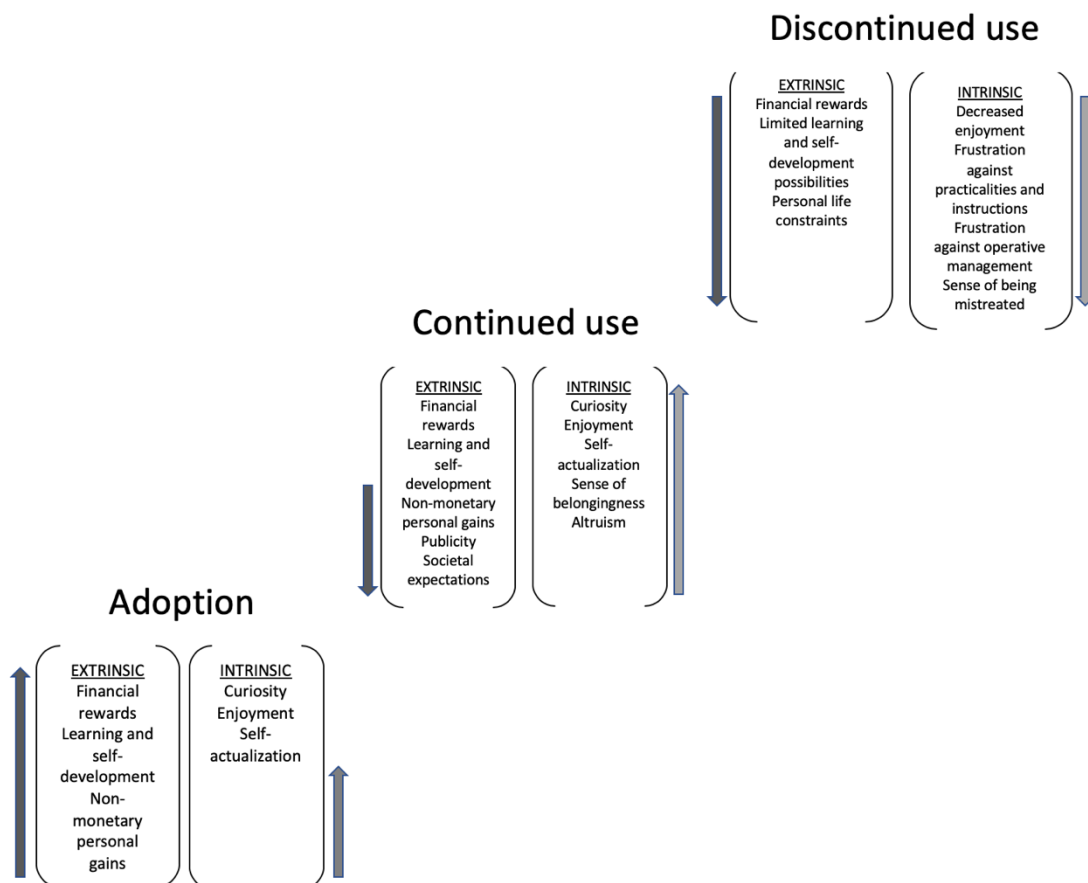 Discontinued use
EXTRINSIC
Financial rewards
Limited learning
and self-
development
possibilities
Personal life
constraints
INTRINSIC
Decreased
enjoyment
Frustration
against
practicalities and
instructions
Frustration
against operative
management
Sense of being
mistreated
Continued use
EXTRINSIC
Financial
rewards
Learning and
self-
development
Non-monetary
personal gains
Publicity
Societal
expectations
INTRINSIC
Curiosity
Enjoyment
Self-
actualization
Sense of
belongingness
Altruism
Adoption
EXTRINSIC
Financial
rewards
Learning and
self-
development
Non-
monetary
personal
gains
INTRINSIC
Curiosity
Enjoyment
Self-
actualization